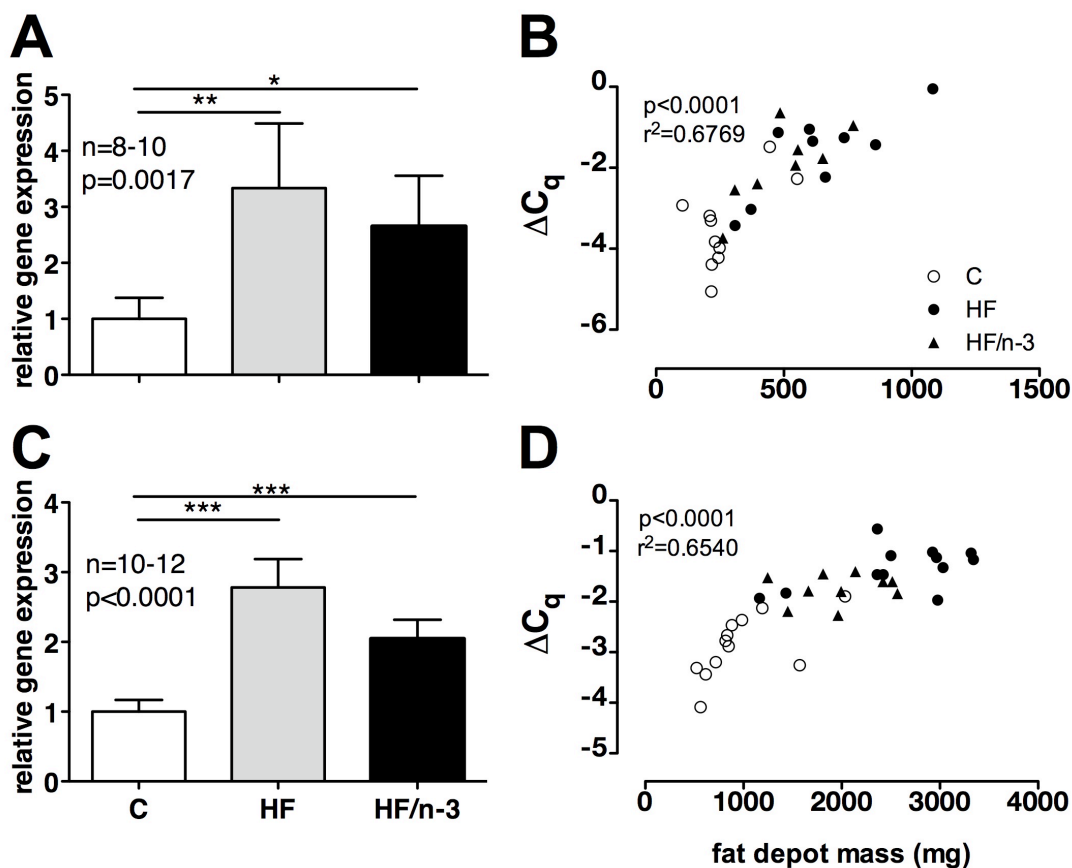 A
relative gene expression
5
4
3
2
1
0
n=8-10
p=0.0017
*
**
B
ΔCq
0
-2
-4
-6
p<0.0001
r²=0.6769
C
HF
HF/n-3
0
500
1000
1500
C
relative gene expression
4
3
2
1
0
n=10-12
p<0.0001
***
***
C
HF
HF/n-3
D
ΔCq
0
-1
-2
-3
-4
-5
p<0.0001
r²=0.6540
0
1000
2000
3000
4000
fat depot mass (mg)